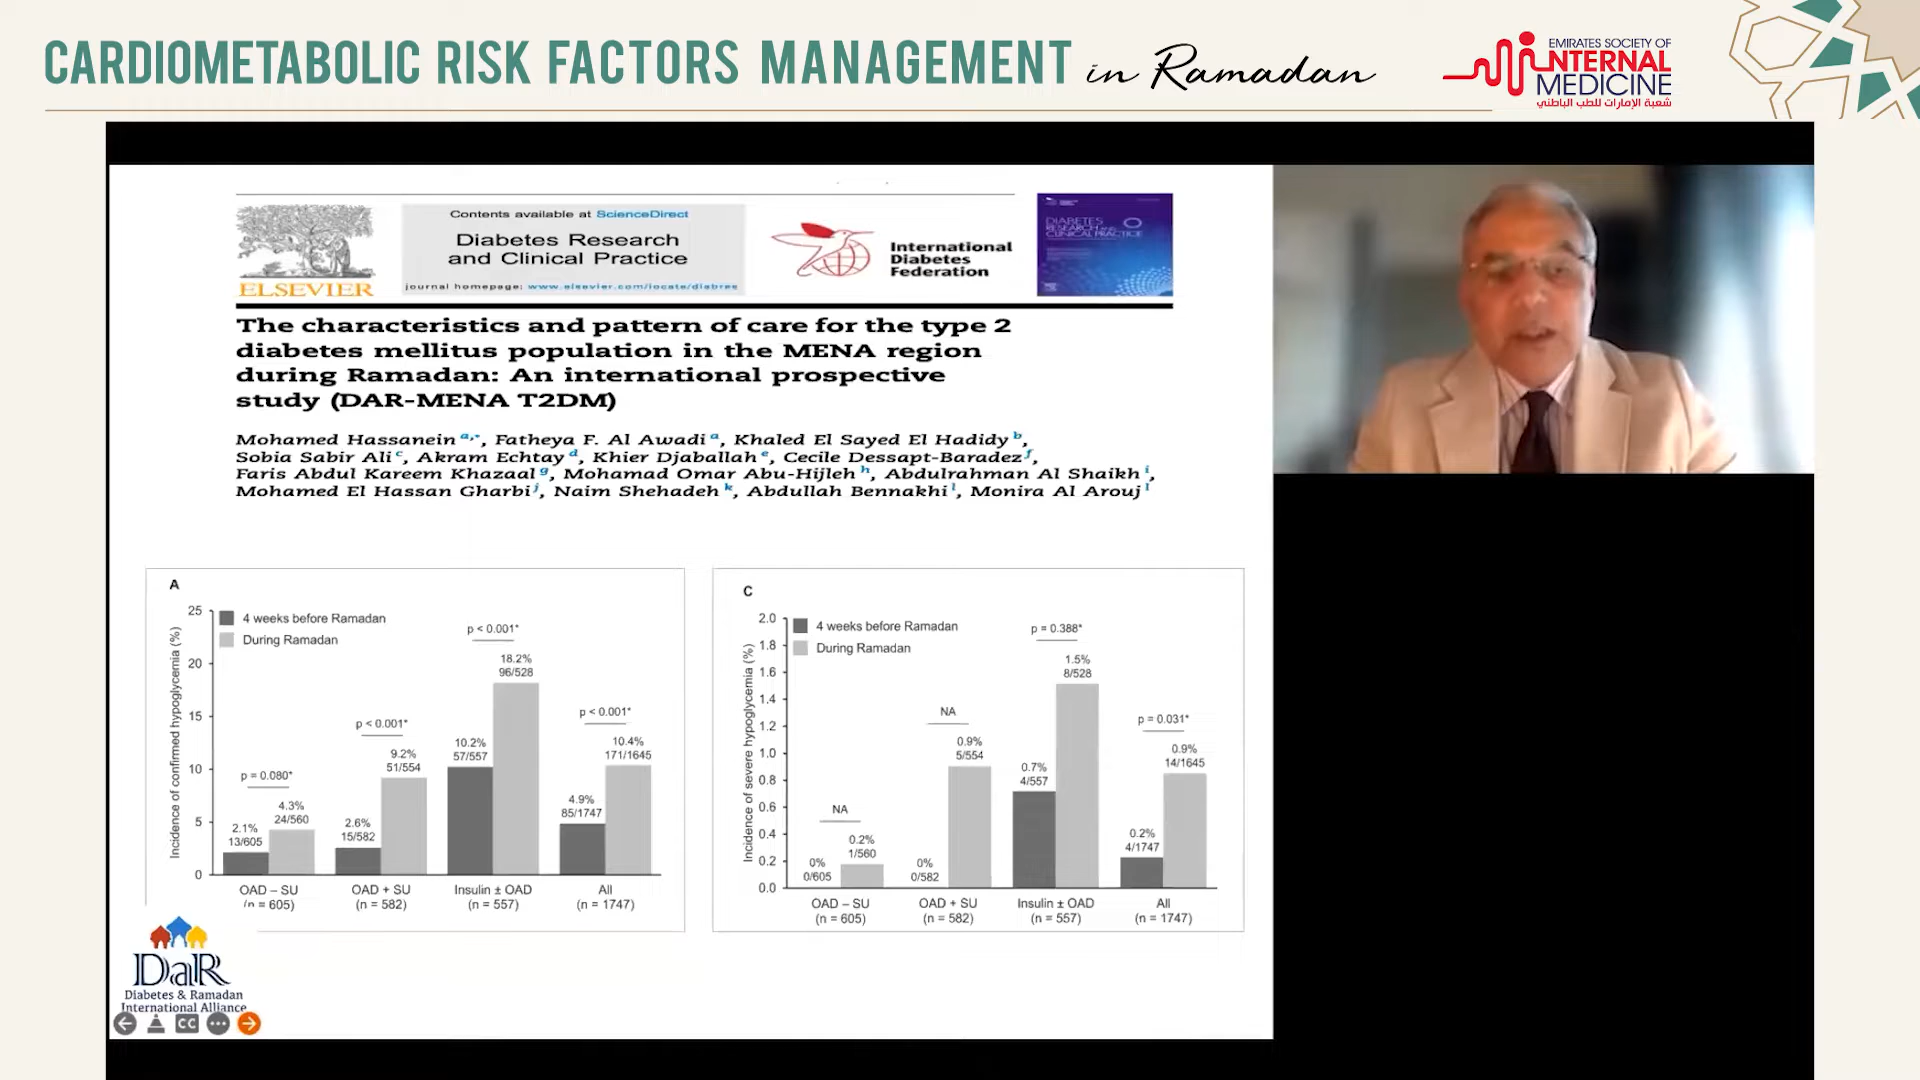 CARDIOMETABOLIC RISK FACTORS MANAGEMENT in Ramadan
EMIRATES SOCIETY OF
INTERNAL
MEDICINE
شعبة الإمارات للطب الباطني
ELSEVIER
Contents available at ScienceDirect
Diabetes Research
and Clinical Practice
journal homepage: www.elsevier.com/locate/diabres
International
Diabetes
Federation
DIABETES
RESEARCH AND
CLINICAL PRACTICE
The characteristics and pattern of care for the type 2
diabetes mellitus population in the MENA region
during Ramadan: An international prospective
study (DAR-MENA T2DM)
Mohamed Hassanein a,*, Fatheya F. Al Awadi a, Khaled El Sayed El Hadidy b,
Sobia Sabir Ali c, Akram Echtay d, Khier Djaballah e, Cecile Dessapt-Baradez f,
Faris Abdul Kareem Khazaal g, Mohamad Omar Abu-Hijleh h, Abdulrahman Al Shaikh i,
Mohamed El Hassan Gharbi j, Naim Shehadeh k, Abdullah Bennakhi l, Monira Al Arouj l
A
Incidence of confirmed hypoglycemia (%)
25
20
15
10
5
0
4 weeks before Ramadan
During Ramadan
p = 0.080*
2.1%
13/605
4.3%
24/560
p < 0.001*
2.6%
15/582
9.2%
51/554
p < 0.001*
10.2%
57/557
18.2%
96/528
p < 0.001*
4.9%
85/1747
10.4%
171/1645
OAD – SU
(n = 605)
OAD + SU
(n = 582)
Insulin ± OAD
(n = 557)
All
(n = 1747)
C
Incidence of severe hypoglycemia (%)
2.0
1.8
1.6
1.4
1.2
1.0
0.8
0.6
0.4
0.2
0.0
4 weeks before Ramadan
During Ramadan
NA
0%
0/605
0.2%
1/560
NA
0%
0/582
0.9%
5/554
p = 0.388*
0.7%
4/557
1.5%
8/528
p = 0.031*
0.2%
4/1747
0.9%
14/1645
OAD – SU
(n = 605)
OAD + SU
(n = 582)
Insulin ± OAD
(n = 557)
All
(n = 1747)
DaR
Diabetes & Ramadan
International Alliance
CC